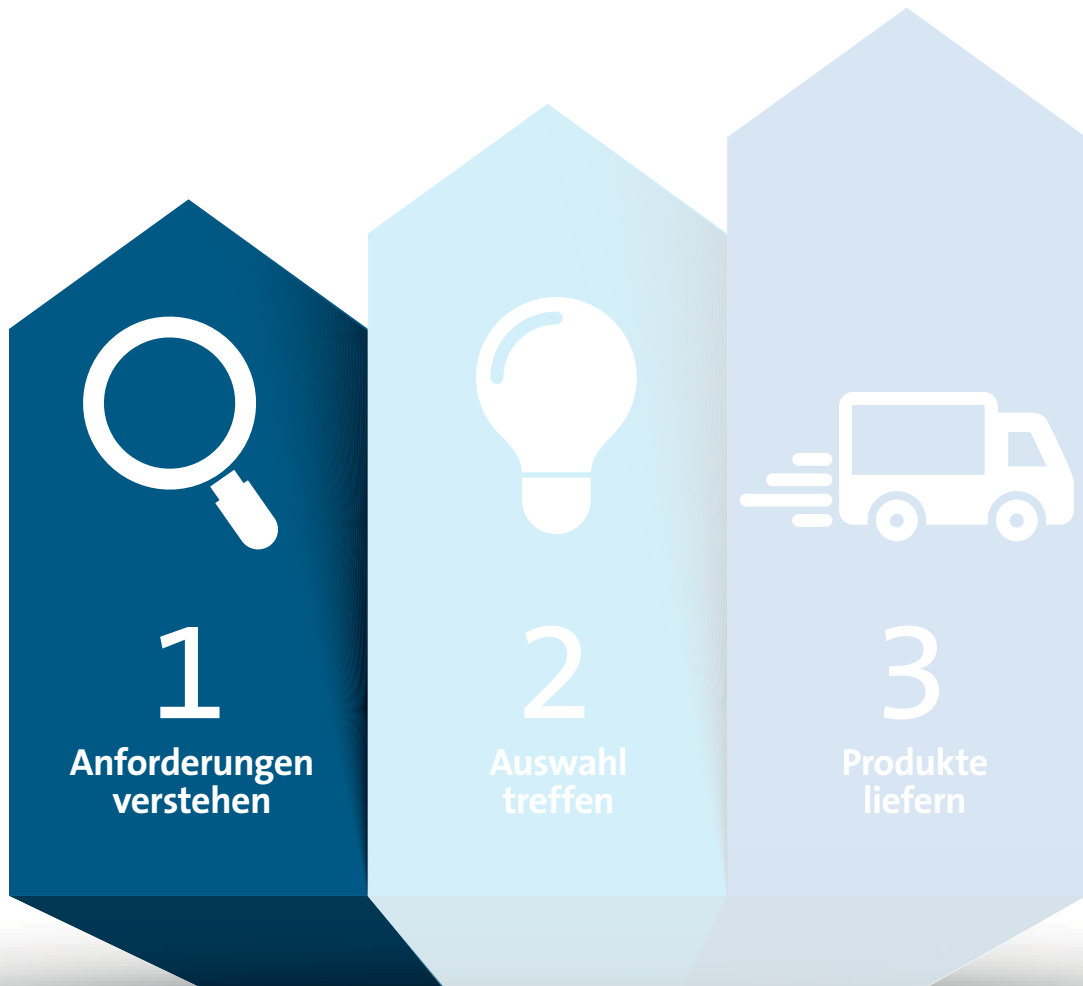 1
Anforderungen
verstehen
2
Auswahl
treffen
3
Produkte
liefern